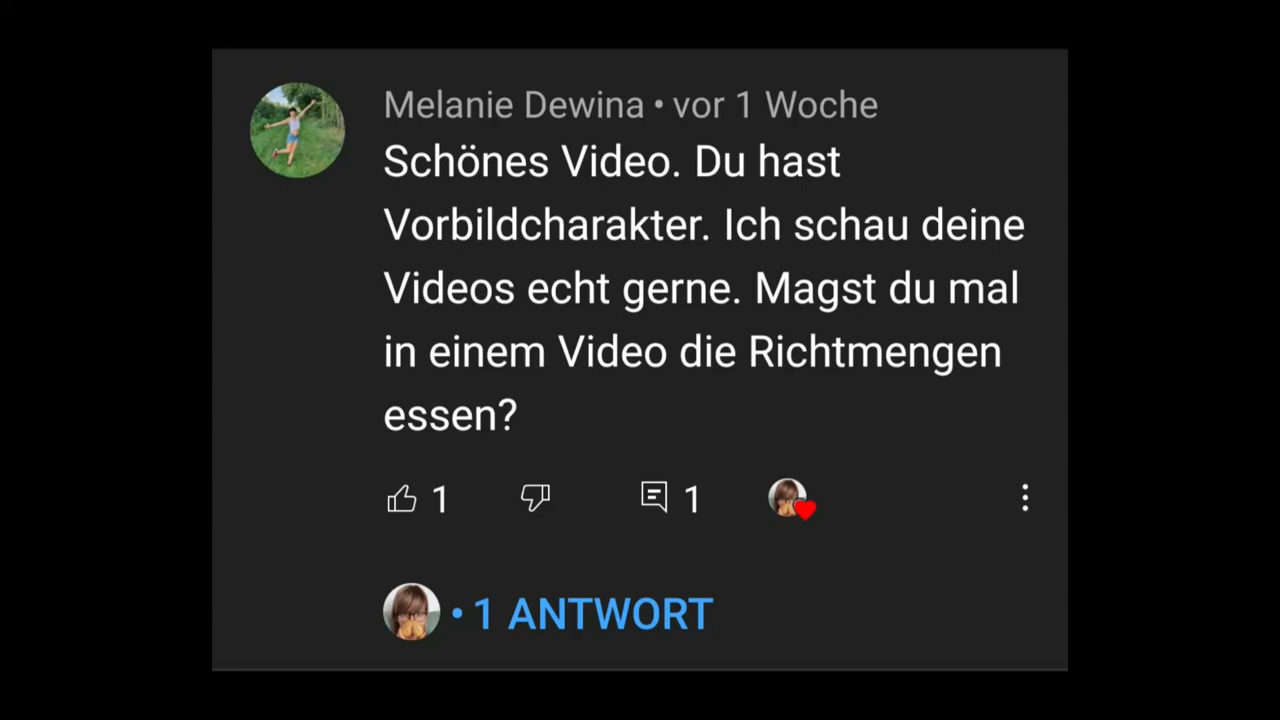 Melanie Dewina • vor 1 Woche
Schönes Video. Du hast
Vorbildcharakter. Ich schau deine
Videos echt gerne. Magst du mal
in einem Video die Richtmengen
essen?
1 1
• 1 ANTWORT